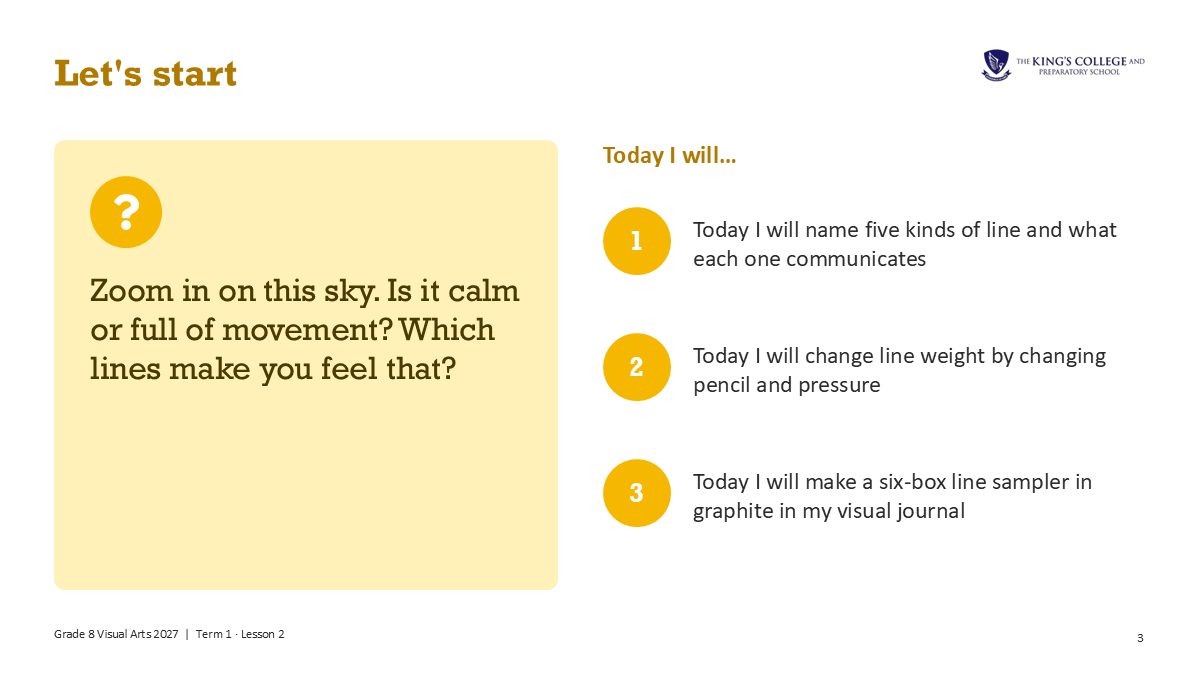 Let's start
THE KING'S COLLEGE AND
PREPARATORY SCHOOL
?
Zoom in on this sky. Is it calm
or full of movement? Which
lines make you feel that?
Today I will...
1
Today I will name five kinds of line and what
each one communicates
2
Today I will change line weight by changing
pencil and pressure
3
Today I will make a six-box line sampler in
graphite in my visual journal
Grade 8 Visual Arts 2027 | Term 1 · Lesson 2
3